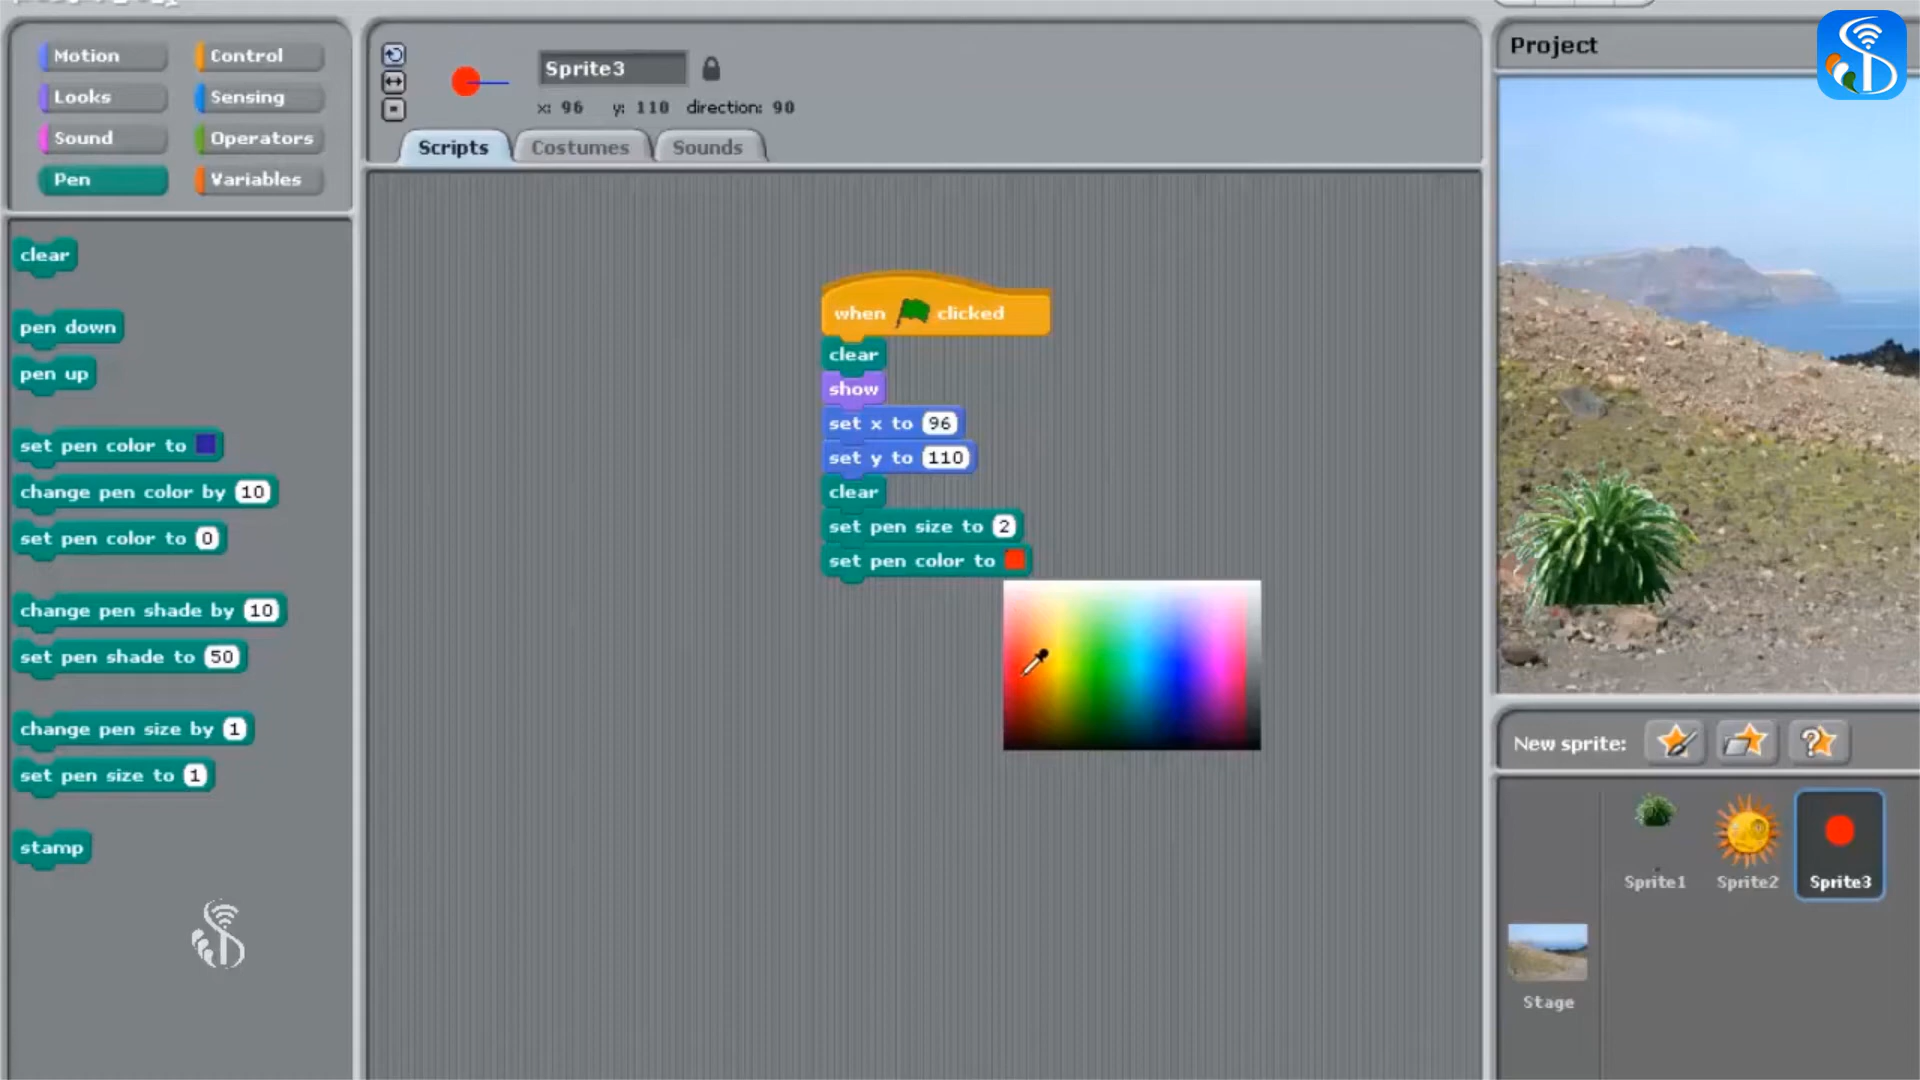 Motion
Control
Looks
Sensing
Sound
Operators
Pen
Variables
clear
pen down
pen up
set pen color to
change pen color by 10
set pen color to 0
change pen shade by 10
set pen shade to 50
change pen size by 1
set pen size to 1
stamp
Sprite3
x: 96 y: 110 direction: 90
Scripts
Costumes
Sounds
when clicked
clear
show
set x to 96
set y to 110
clear
set pen size to 2
set pen color to
Project
New sprite:
Sprite1
Sprite2
Sprite3
Stage